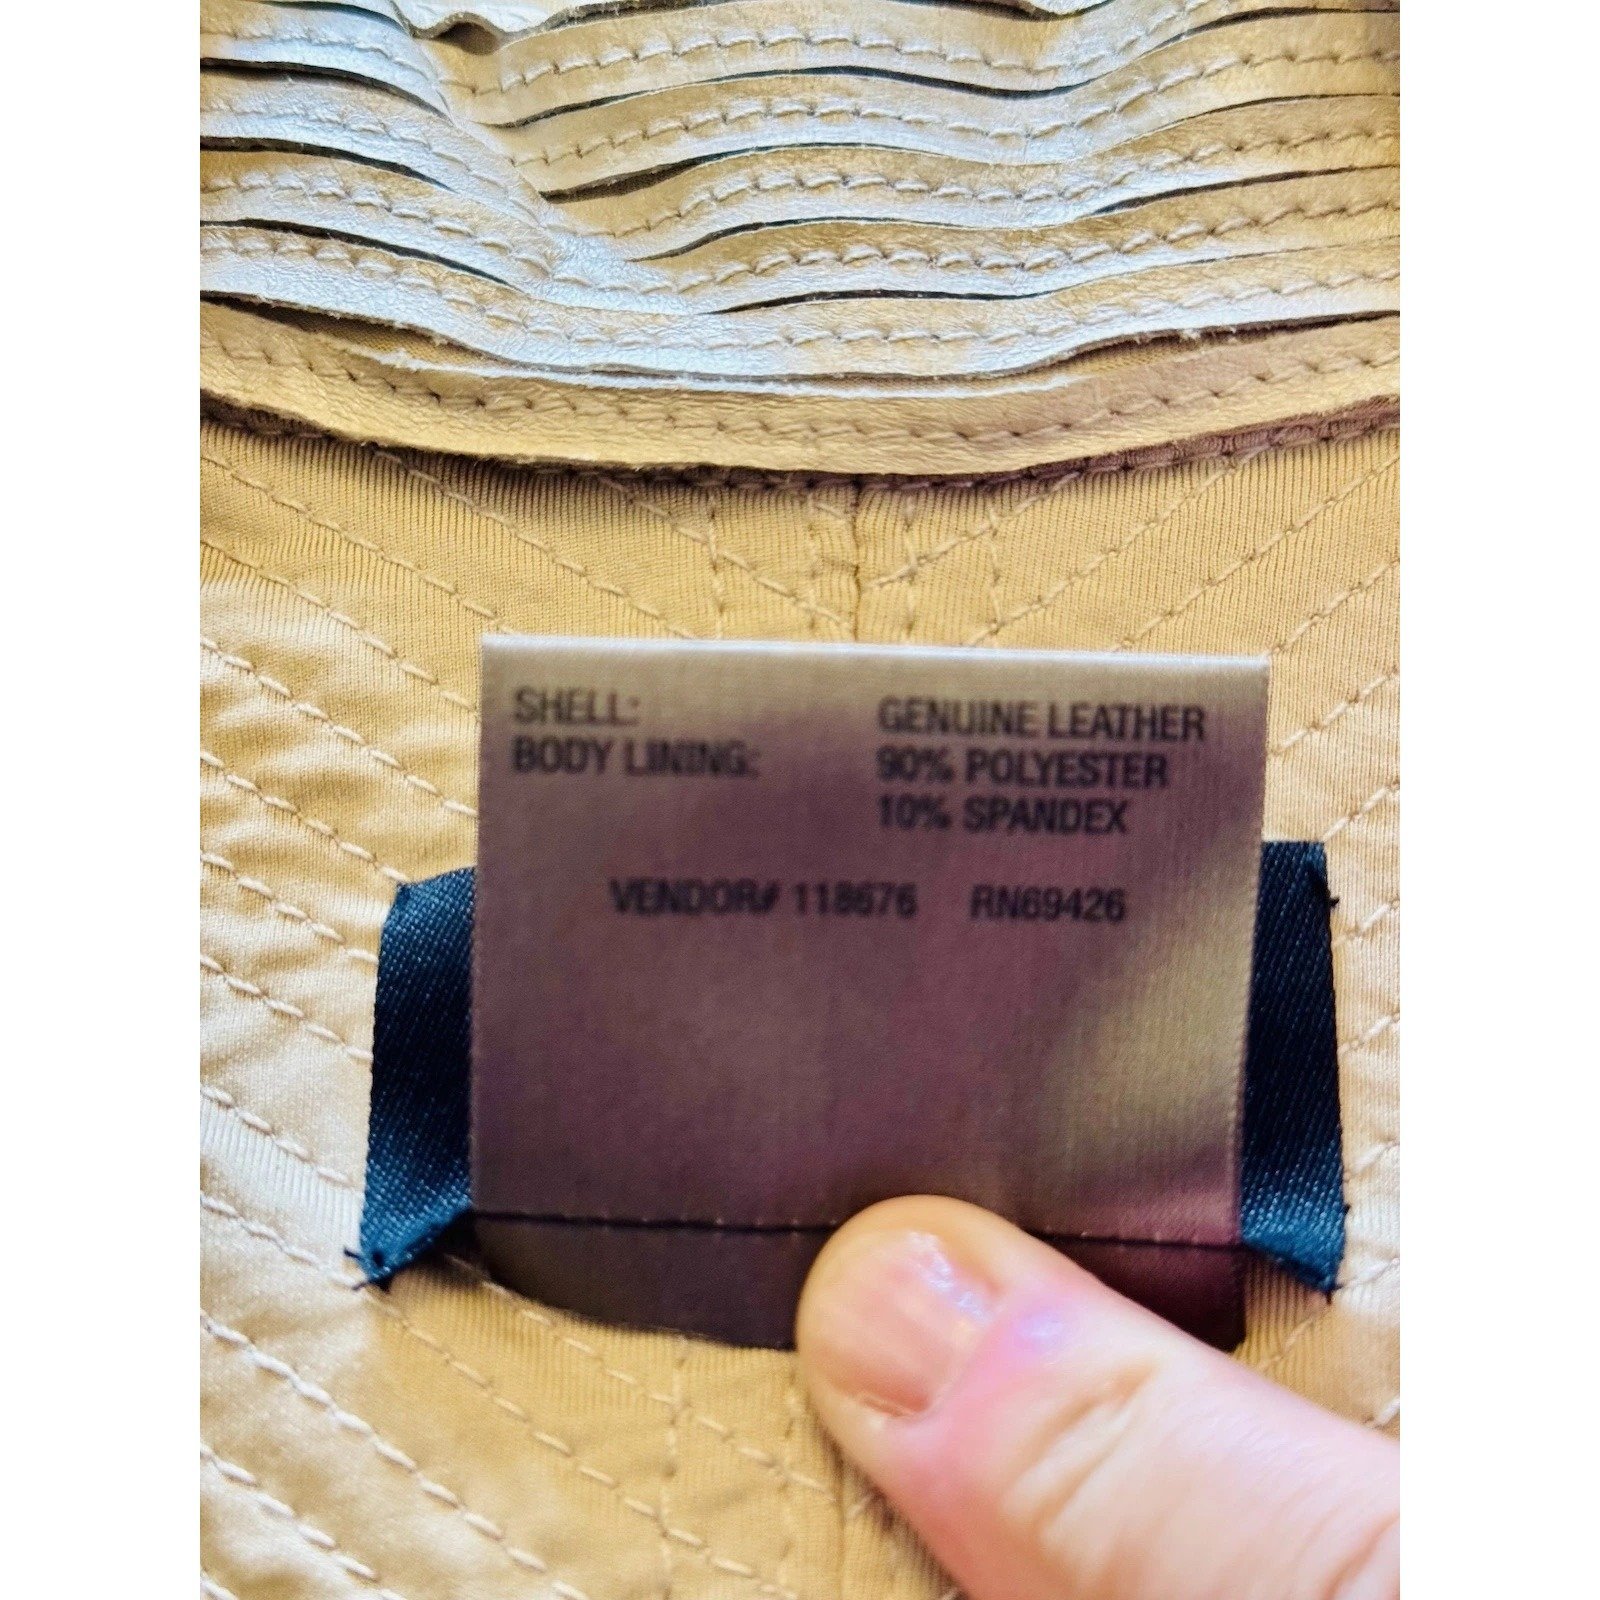 SHELL: GENUINE LEATHER
BODY LINING: 90% POLYESTER
10% SPANDEX
VENDOR# 118676 RN69426